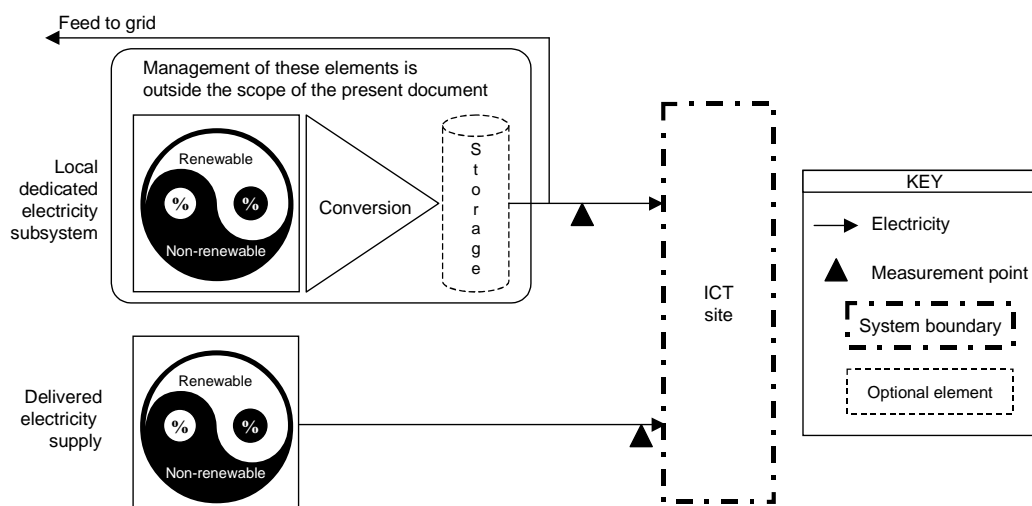 Feed to grid
Management of these elements is
outside the scope of the present document
Local
dedicated
electricity
subsystem
Renewable
% %
Non-renewable
Conversion
Storage
ICT
site
Delivered
electricity
supply
Renewable
% %
Non-renewable
KEY
Electricity
Measurement point
System boundary
Optional element